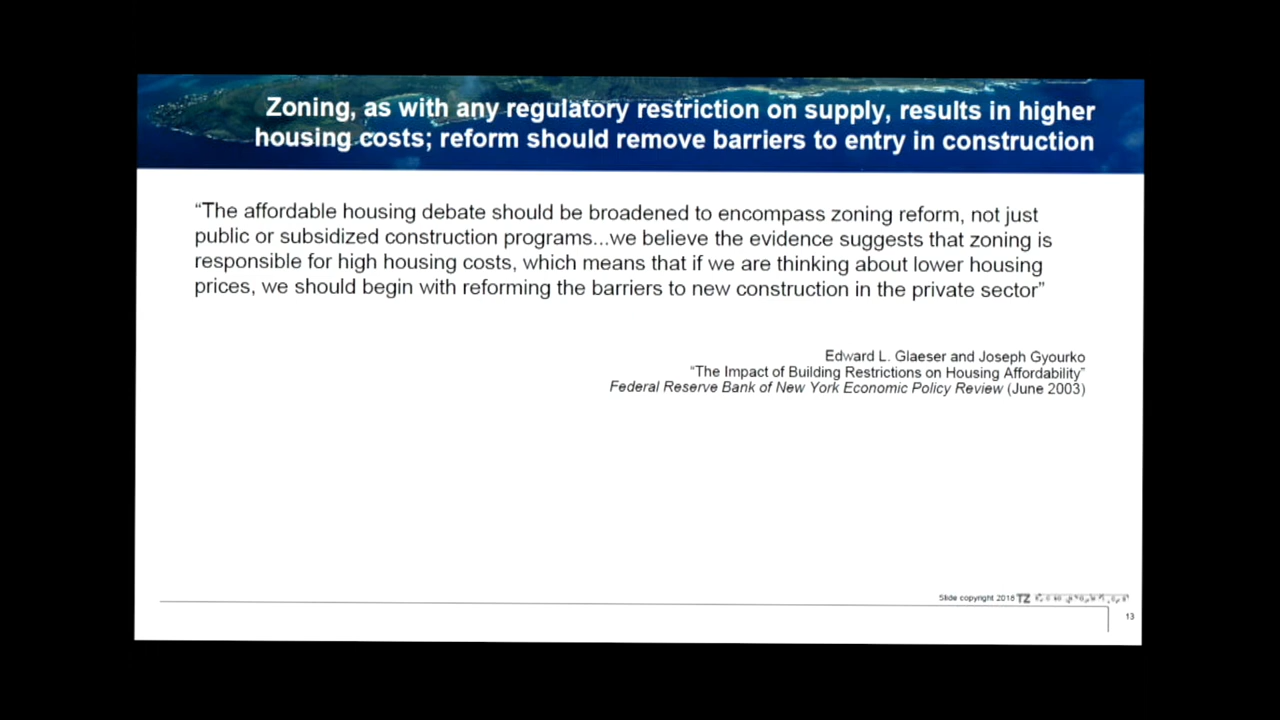 Zoning, as with any regulatory restriction on supply, results in higher
housing costs; reform should remove barriers to entry in construction
“The affordable housing debate should be broadened to encompass zoning reform, not just
public or subsidized construction programs...we believe the evidence suggests that zoning is
responsible for high housing costs, which means that if we are thinking about lower housing
prices, we should begin with reforming the barriers to new construction in the private sector”
Edward L. Glaeser and Joseph Gyourko
“The Impact of Building Restrictions on Housing Affordability”
Federal Reserve Bank of New York Economic Policy Review (June 2003)
Slide copyright 2018 TZ
13